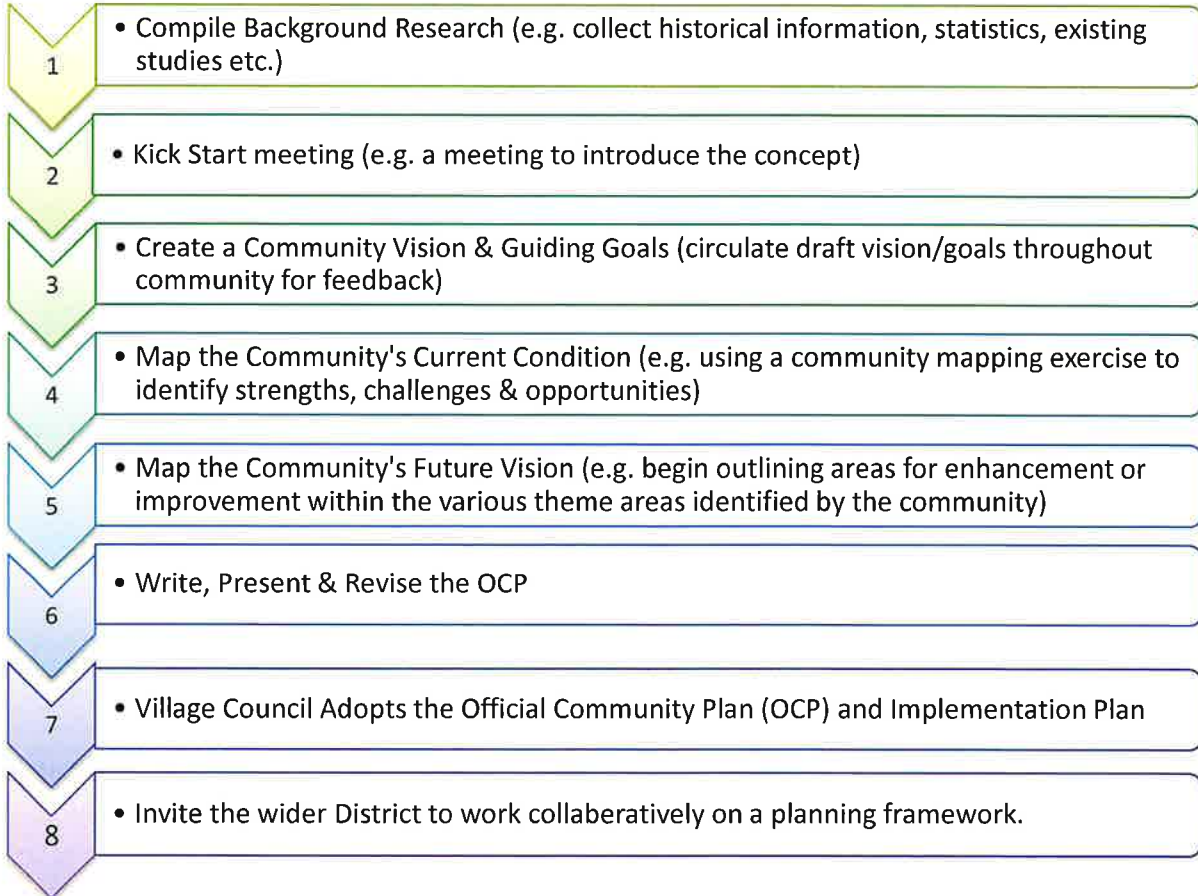 1
• Compile Background Research (e.g. collect historical information, statistics, existing
studies etc.)
2
• Kick Start meeting (e.g. a meeting to introduce the concept)
3
• Create a Community Vision & Guiding Goals (circulate draft vision/goals throughout
community for feedback)
4
• Map the Community's Current Condition (e.g. using a community mapping exercise to
identify strengths, challenges & opportunities)
5
• Map the Community's Future Vision (e.g. begin outlining areas for enhancement or
improvement within the various theme areas identified by the community)
6
• Write, Present & Revise the OCP
7
• Village Council Adopts the Official Community Plan (OCP) and Implementation Plan
8
• Invite the wider District to work collaberatively on a planning framework.